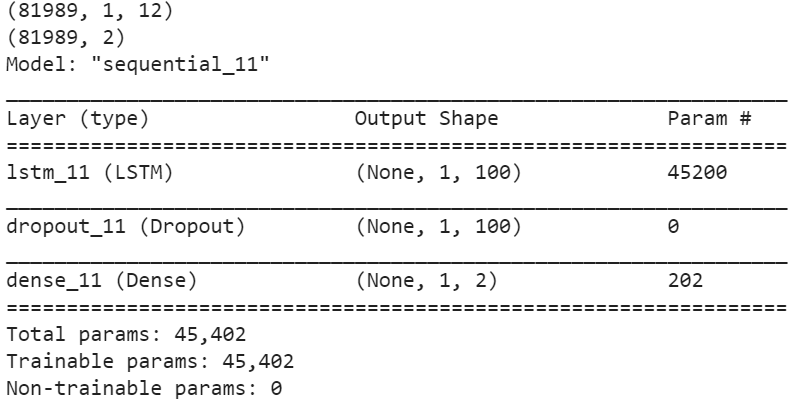 (81989, 1, 12)
(81989, 2)
Model: "sequential_11"
_________________________________________________________________
Layer (type)                 Output Shape              Param #
=================================================================
lstm_11 (LSTM)               (None, 1, 100)            45200
_________________________________________________________________
dropout_11 (Dropout)         (None, 1, 100)            0
_________________________________________________________________
dense_11 (Dense)             (None, 1, 2)              202
=================================================================
Total params: 45,402
Trainable params: 45,402
Non-trainable params: 0